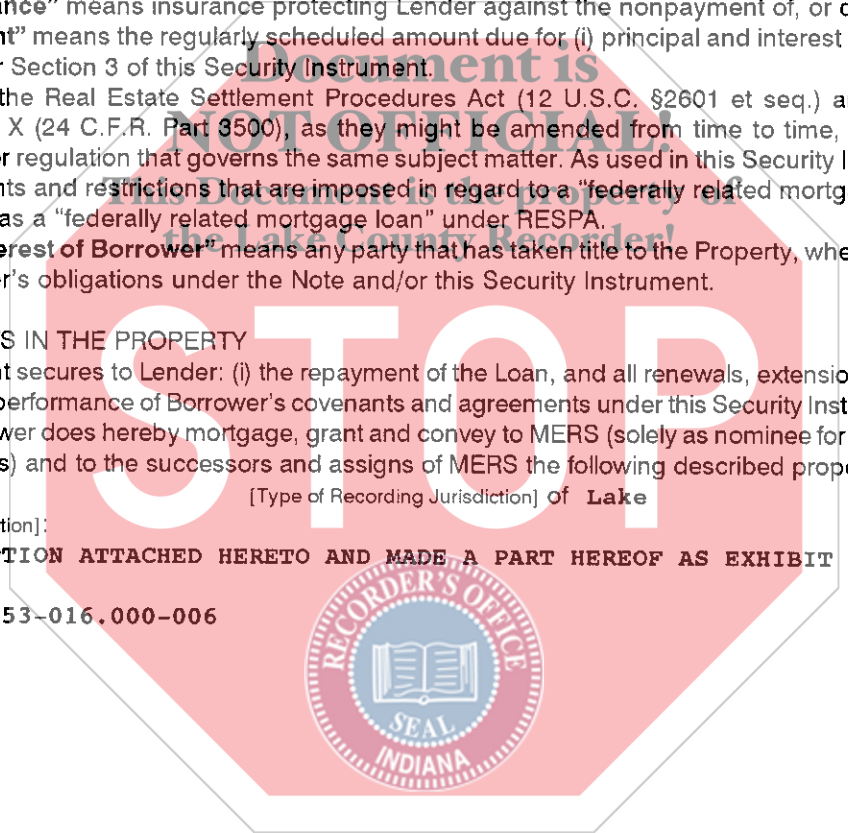 ance" means insurance protecting Lender against the nonpayment of, or d
t" means the regularly scheduled amount due for (i) principal and interest
r Section 3 of this Security Instrument.
Document is
the Real Estate Settlement Procedures Act (12 U.S.C. §2601 et seq.) a
X (24 C.F.R. Part 3500), as they might be amended from time to time,
NOT OFFICIAL!
r regulation that governs the same subject matter. As used in this Security I
nts and restrictions that are imposed in regard to a "federally related mortg
This Document is the property of
as a "federally related mortgage loan" under RESPA
the Lake County Recorder!
erest of Borrower" means any party that has taken title to the Property, whe
r's obligations under the Note and/or this Security Instrument.
S IN THE PROPERTY
t secures to Lender: (i) the repayment of the Loan, and all renewals, extensio
performance of Borrower's covenants and agreements under this Security Inst
wer does hereby mortgage, grant and convey to MERS (solely as nominee for
s) and to the successors and assigns of MERS the following described prop
STOP
[Type of Recording Jurisdiction] of Lake
tion]:
TION ATTACHED HERETO AND MADE A PART HEREOF AS EXHIBIT
53-016.000-006
RECORDER'S OFFICE
SEAL
INDIANA